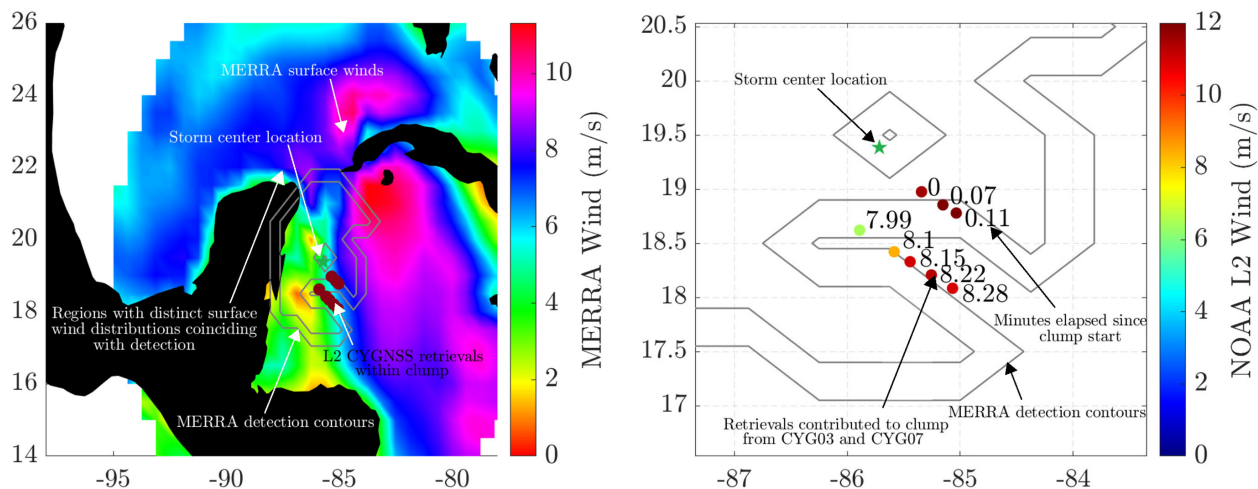 26
24
22
20
18
16
14
-95
-90
-85
-80
MERRA surface winds
Storm center location
Regions with distinct surface
wind distributions coinciding
with detection
L2 CYGNSS retrievals
within clump
MERRA detection contours
10
8
6
4
2
0
MERRA Wind (m/s)
20.5
20
19.5
19
18.5
18
17.5
17
-87
-86
-85
-84
Storm center location
0
0.07
0.11
7.99
8.1
8.15
8.22
8.28
Minutes elapsed since
clump start
MERRA detection contours
Retrievals contributed to clump
from CYG03 and CYG07
12
10
8
6
4
2
0
NOAA L2 Wind (m/s)